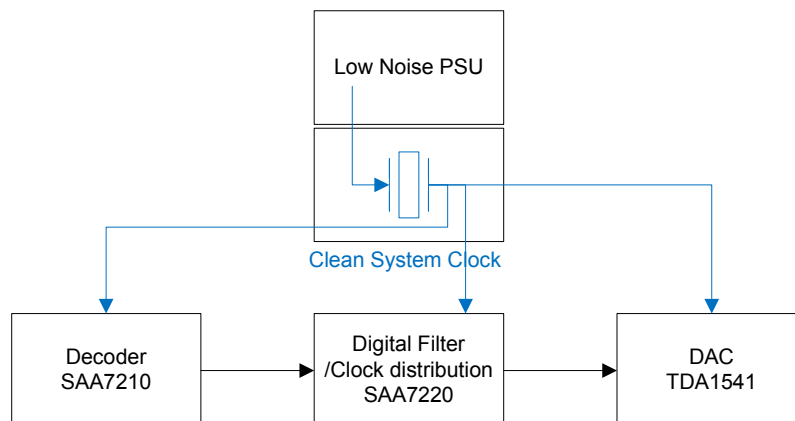 Low Noise PSU
Clean System Clock
Decoder
SAA7210
Digital Filter
/Clock distribution
SAA7220
DAC
TDA1541